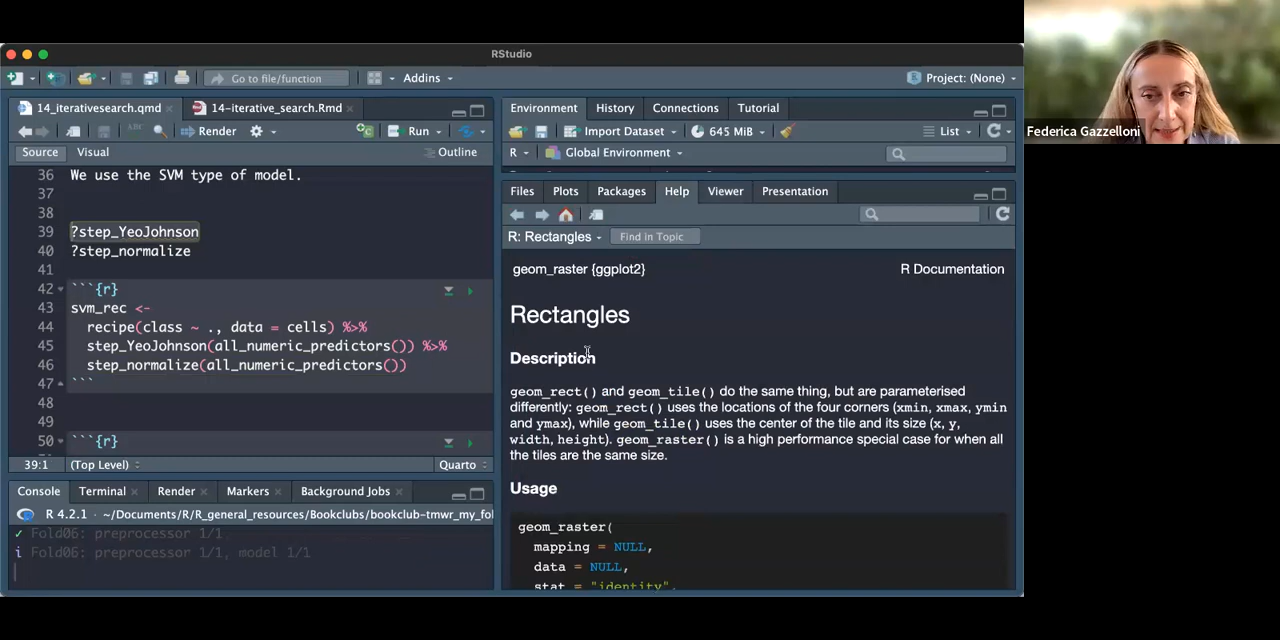 RStudio
Go to file/function
Addins
Project: (None)
14_iterativesearch.qmd
14-iterative_search.Rmd
ABC
Render
Run
Source
Visual
Outline
36 We use the SVM type of model.
37
38
39 ?step_YeoJohnson
40 ?step_normalize
41
42 ```{r}
43 svm_rec <-
44 recipe(class ~ ., data = cells) %>%
45 step_YeoJohnson(all_numeric_predictors()) %>%
46 step_normalize(all_numeric_predictors())
47 ```
48
49
50 ```{r}
39:1 (Top Level)
Quarto
Console
Terminal
Render
Markers
Background Jobs
R 4.2.1 · ~/Documents/R/R_general_resources/Bookclubs/bookclub-tmwr_my_fol
✓ Fold06: preprocessor 1/1
i Fold06: preprocessor 1/1, model 1/1
Environment
History
Connections
Tutorial
Import Dataset
645 MiB
List
R
Global Environment
Files
Plots
Packages
Help
Viewer
Presentation
R: Rectangles
Find in Topic
geom_raster {ggplot2}
R Documentation
Rectangles
Description
geom_rect() and geom_tile() do the same thing, but are parameterised
differently: geom_rect() uses the locations of the four corners (xmin, xmax, ymin
and ymax), while geom_tile() uses the center of the tile and its size (x, y,
width, height). geom_raster() is a high performance special case for when all
the tiles are the same size.
Usage
geom_raster(
mapping = NULL,
data = NULL,
stat = "identity",
Federica Gazzelloni